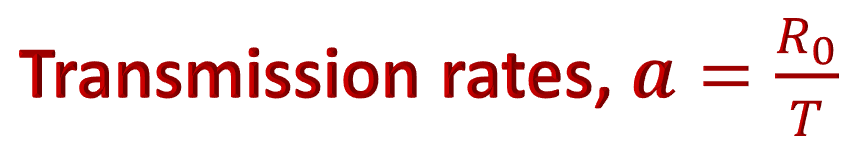 Transmission rates, a = R₀/T